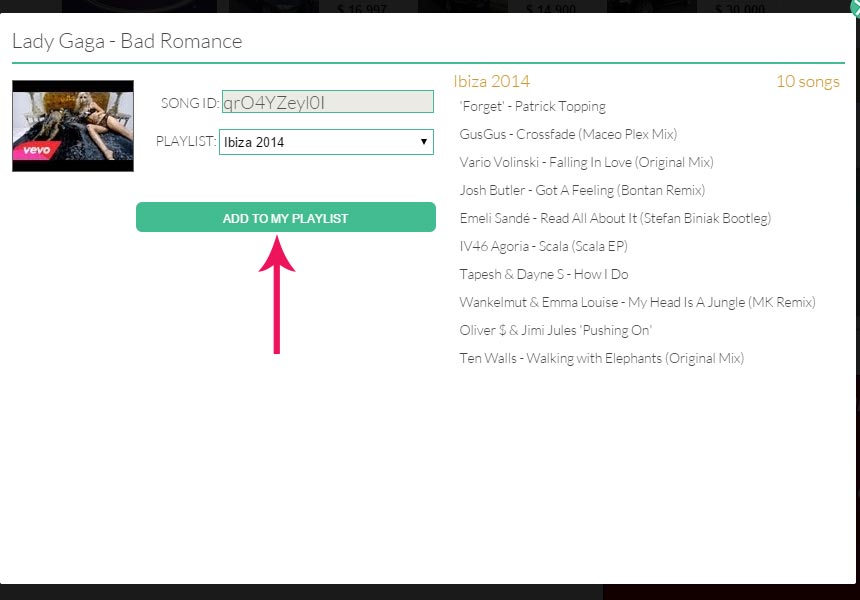 $ 16,997 $ 14,900 $ 30,000
Lady Gaga - Bad Romance
vevo
SONG ID: qrO4YZeyl0I
PLAYLIST: Ibiza 2014
ADD TO MY PLAYLIST
Ibiza 2014 10 songs
'Forget' - Patrick Topping
GusGus - Crossfade (Maceo Plex Mix)
Vario Volinski - Falling In Love (Original Mix)
Josh Butler - Got A Feeling (Bontan Remix)
Emeli Sandé - Read All About It (Stefan Biniak Bootleg)
IV46 Agoria - Scala (Scala EP)
Tapesh & Dayne S - How I Do
Wankelmut & Emma Louise - My Head Is A Jungle (MK Remix)
Oliver $ & Jimi Jules 'Pushing On'
Ten Walls - Walking with Elephants (Original Mix)